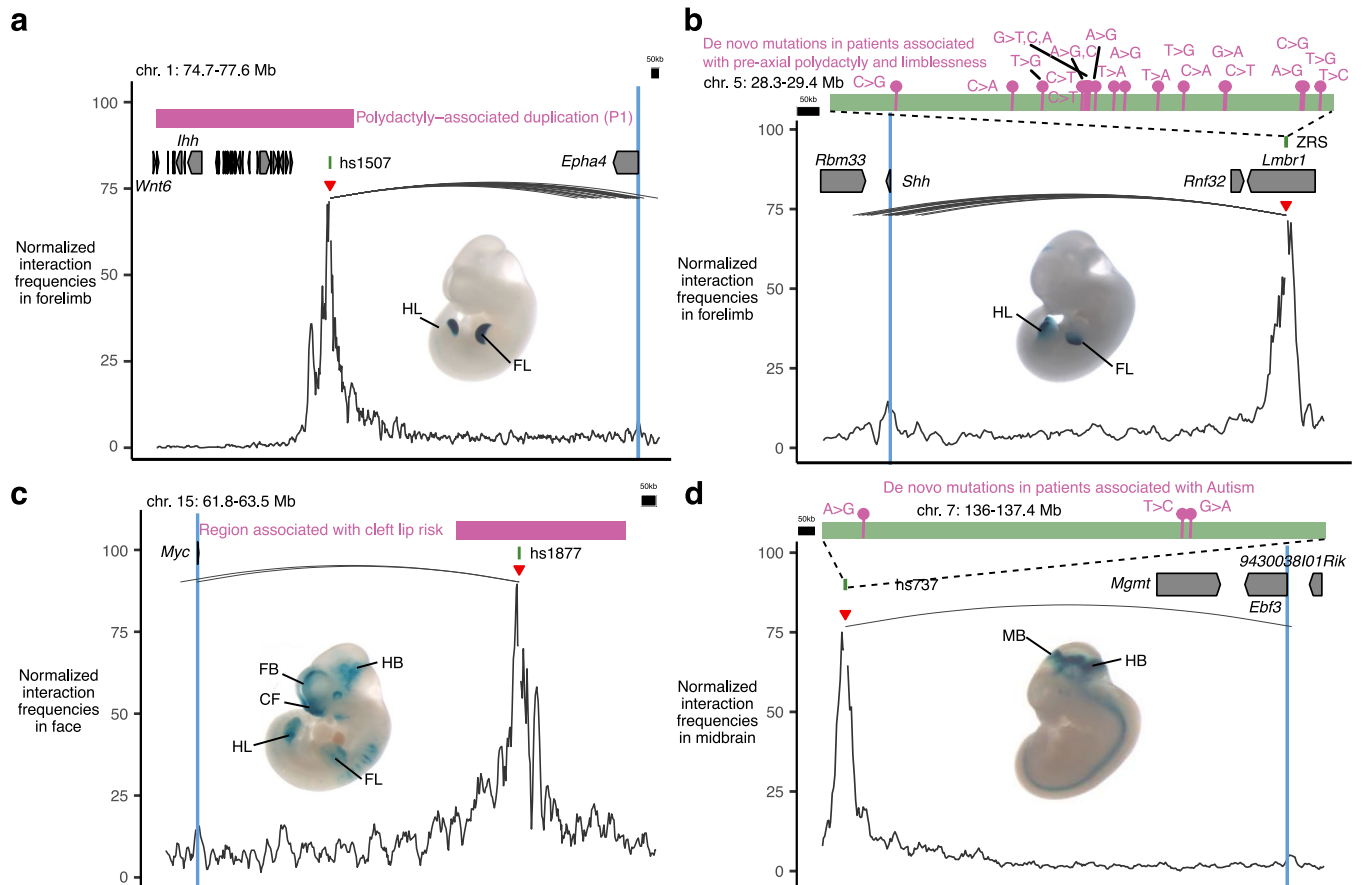 a
chr. 1: 74.7-77.6 Mb
50kb
Polydactyly−associated duplication (P1)
Ihh
hs1507
Epha4
Wnt6
100
75
50
25
0
Normalized
interaction
frequencies
in forelimb
HL
FL
b
De novo mutations in patients associated
with pre-axial polydactyly and limblessness
chr. 5: 28.3-29.4 Mb
50kb
C>G
C>A
T>G
G>T,C,A
C>T
C>T
A>G,C
A>G
T>A
T>A
T>G
C>A
G>A
C>T
C>G
A>G
T>G
T>C
ZRS
Rbm33
Shh
Rnf32
Lmbr1
100
75
50
25
0
Normalized
interaction
frequencies
in forelimb
HL
FL
c
chr. 15: 61.8-63.5 Mb
50kb
Region associated with cleft lip risk
Myc
hs1877
100
75
50
25
0
Normalized
interaction
frequencies
in face
FB
HB
CF
HL
FL
d
De novo mutations in patients associated with Autism
A>G
chr. 7: 136-137.4 Mb
T>C
G>A
50kb
hs737
Mgmt
9430038I01Rik
Ebf3
100
75
50
25
0
Normalized
interaction
frequencies
in midbrain
MB
HB